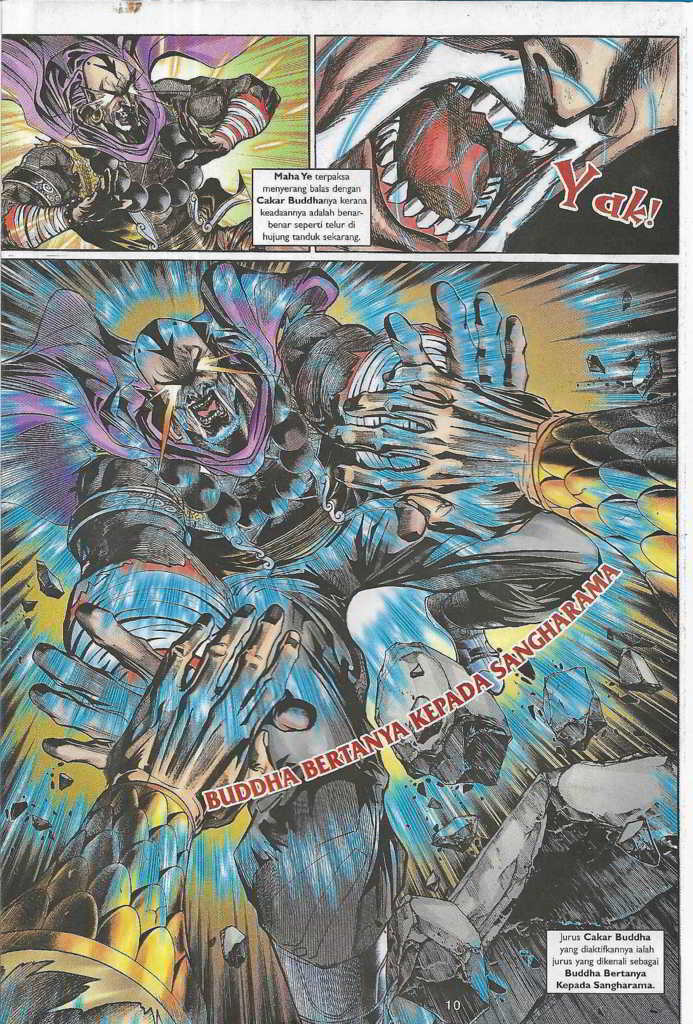 Maha Ye terpaksa
menyerang balas dengan
Cakar Buddhanya kerana
keadaannya adalah benar-
benar seperti telur di
hujung tanduk sekarang.
Yak!
BUDDHA BERTANYA KEPADA SANGHARAMA
Jurus Cakar Buddha
yang diaktifkannya ialah
jurus yang dikenali sebagai
Buddha Bertanya
Kepada Sangharama.
10